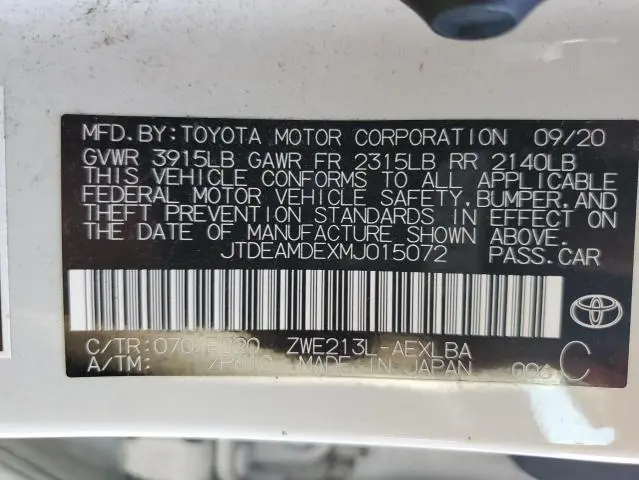 MFD.BY:TOYOTA MOTOR CORPORATION 09/20
GVWR 3915LB GAWR FR 2315LB RR 2140LB
THIS VEHICLE CONFORMS TO ALL APPLICABLE
FEDERAL MOTOR VEHICLE SAFETY,BUMPER,AND
THEFT PREVENTION STANDARDS IN EFFECT ON
THE DATE OF MANUFACTURE SHOWN ABOVE.
JTDEAMDEXMJ015072 PASS.CAR
C/TR: ZWE213L-AEXLBA
A/TM: MADE IN JAPAN C